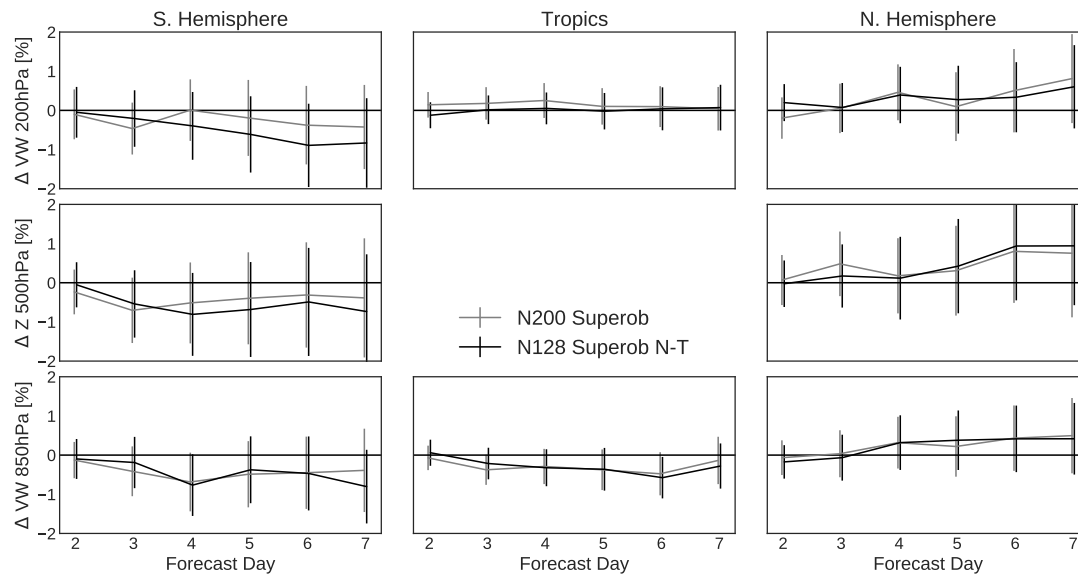 S. Hemisphere
Tropics
N. Hemisphere
Δ VW 200hPa [%]
2
1
0
−1
−2
Δ Z 500hPa [%]
2
1
0
−1
−2
N200 Superob
N128 Superob N-T
Δ VW 850hPa [%]
2
1
0
−1
−2
2 3 4 5 6 7
2 3 4 5 6 7
2 3 4 5 6 7
Forecast Day
Forecast Day
Forecast Day